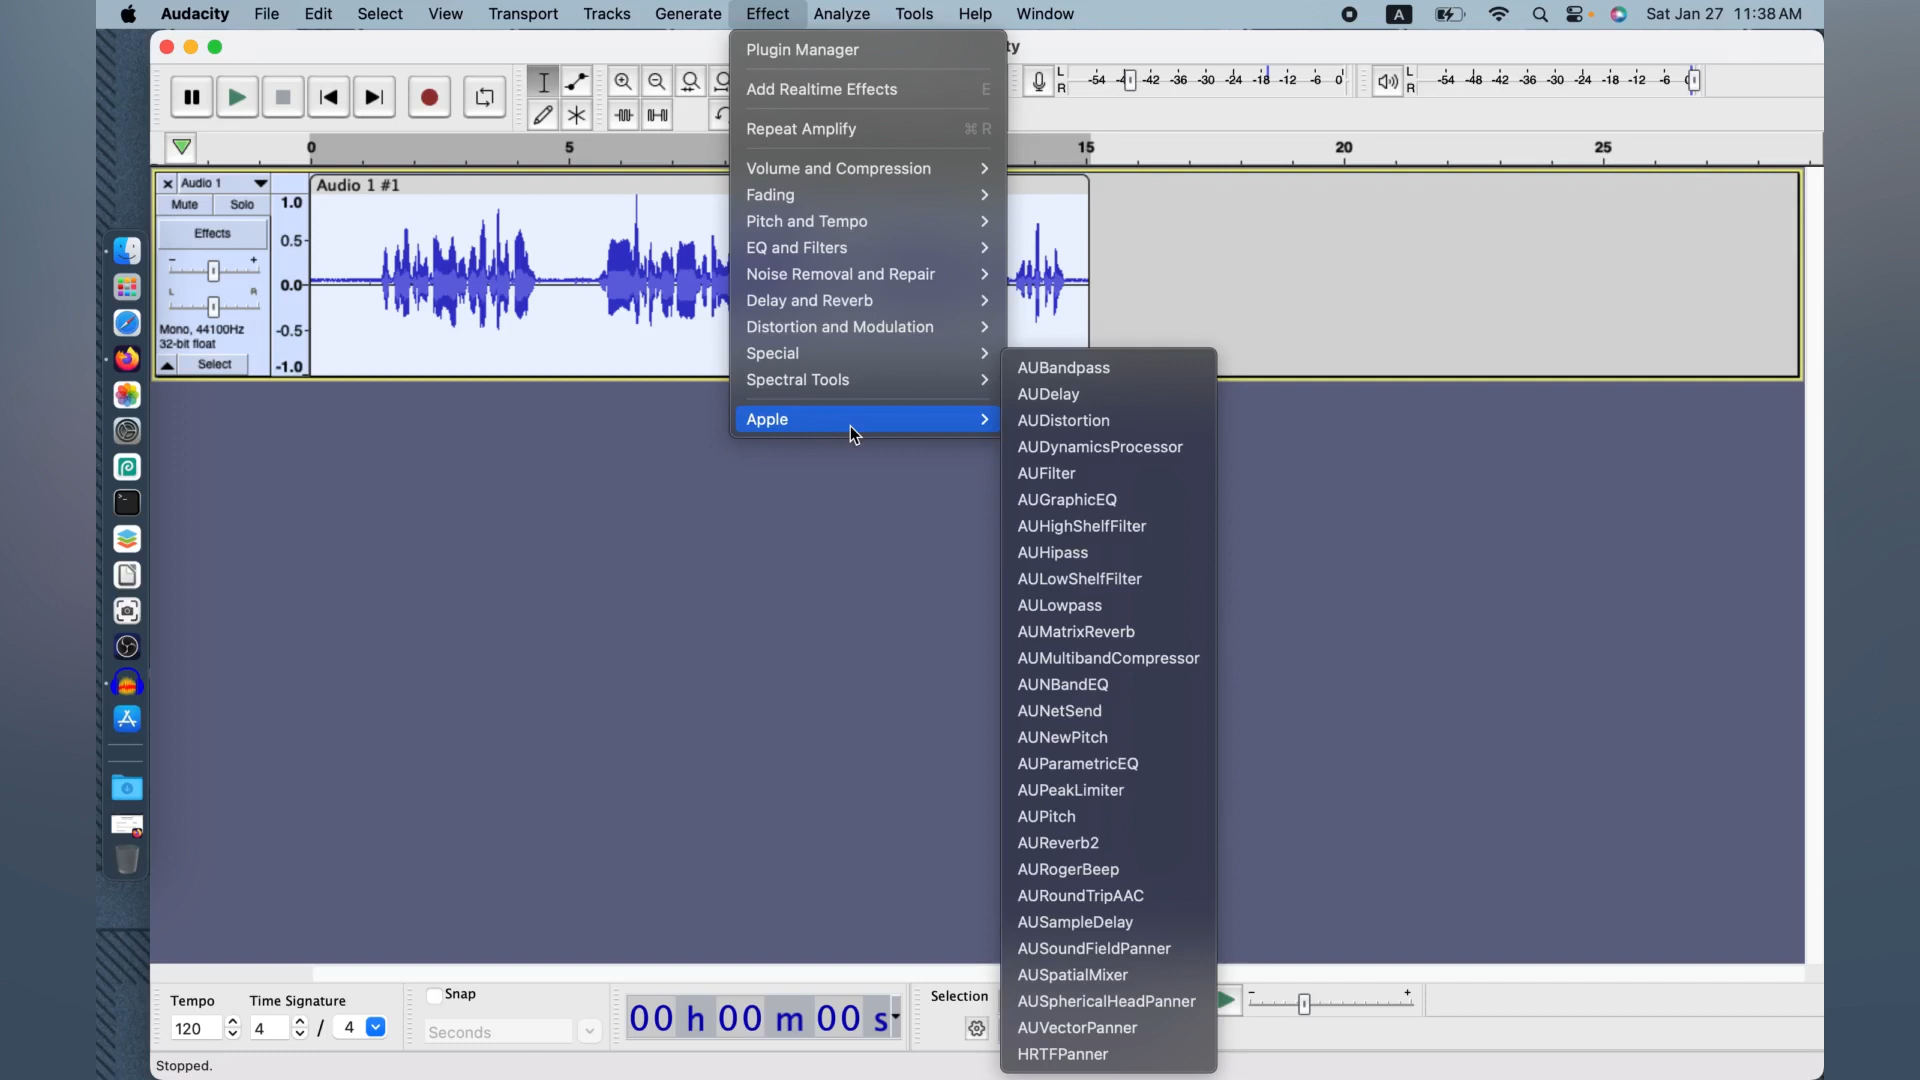 Audacity File Edit Select View Transport Tracks Generate Effect Analyze Tools Help Window A Sat Jan 27 11:38 AM
ty
Plugin Manager
Add Realtime Effects E
Repeat Amplify ⌘ R
Volume and Compression
Fading
Pitch and Tempo
EQ and Filters
Noise Removal and Repair
Delay and Reverb
Distortion and Modulation
Special
Spectral Tools
Apple
L R -54 -4 -42 -36 -30 -24 -18 -12 -6 0
L R -54 -48 -42 -36 -30 -24 -18 -12 -6
0 5 15 20 25
Audio 1
Mute Solo
Effects
- +
L R
Mono, 44100Hz
32-bit float
Select
1.0
0.5
0.0
-0.5
-1.0
Audio 1 #1
AUBandpass
AUDelay
AUDistortion
AUDynamicsProcessor
AUFilter
AUGraphicEQ
AUHighShelfFilter
AUHipass
AULowShelfFilter
AULowpass
AUMatrixReverb
AUMultibandCompressor
AUNBandEQ
AUNetSend
AUNewPitch
AUParametricEQ
AUPeakLimiter
AUPitch
AUReverb2
AURogerBeep
AURoundTripAAC
AUSampleDelay
AUSoundFieldPanner
AUSpatialMixer
AUSphericalHeadPanner
AUVectorPanner
HRTFPanner
Tempo
120
Time Signature
4 / 4
Snap
Seconds
00 h 00 m 00 s
Selection
- +
Stopped.